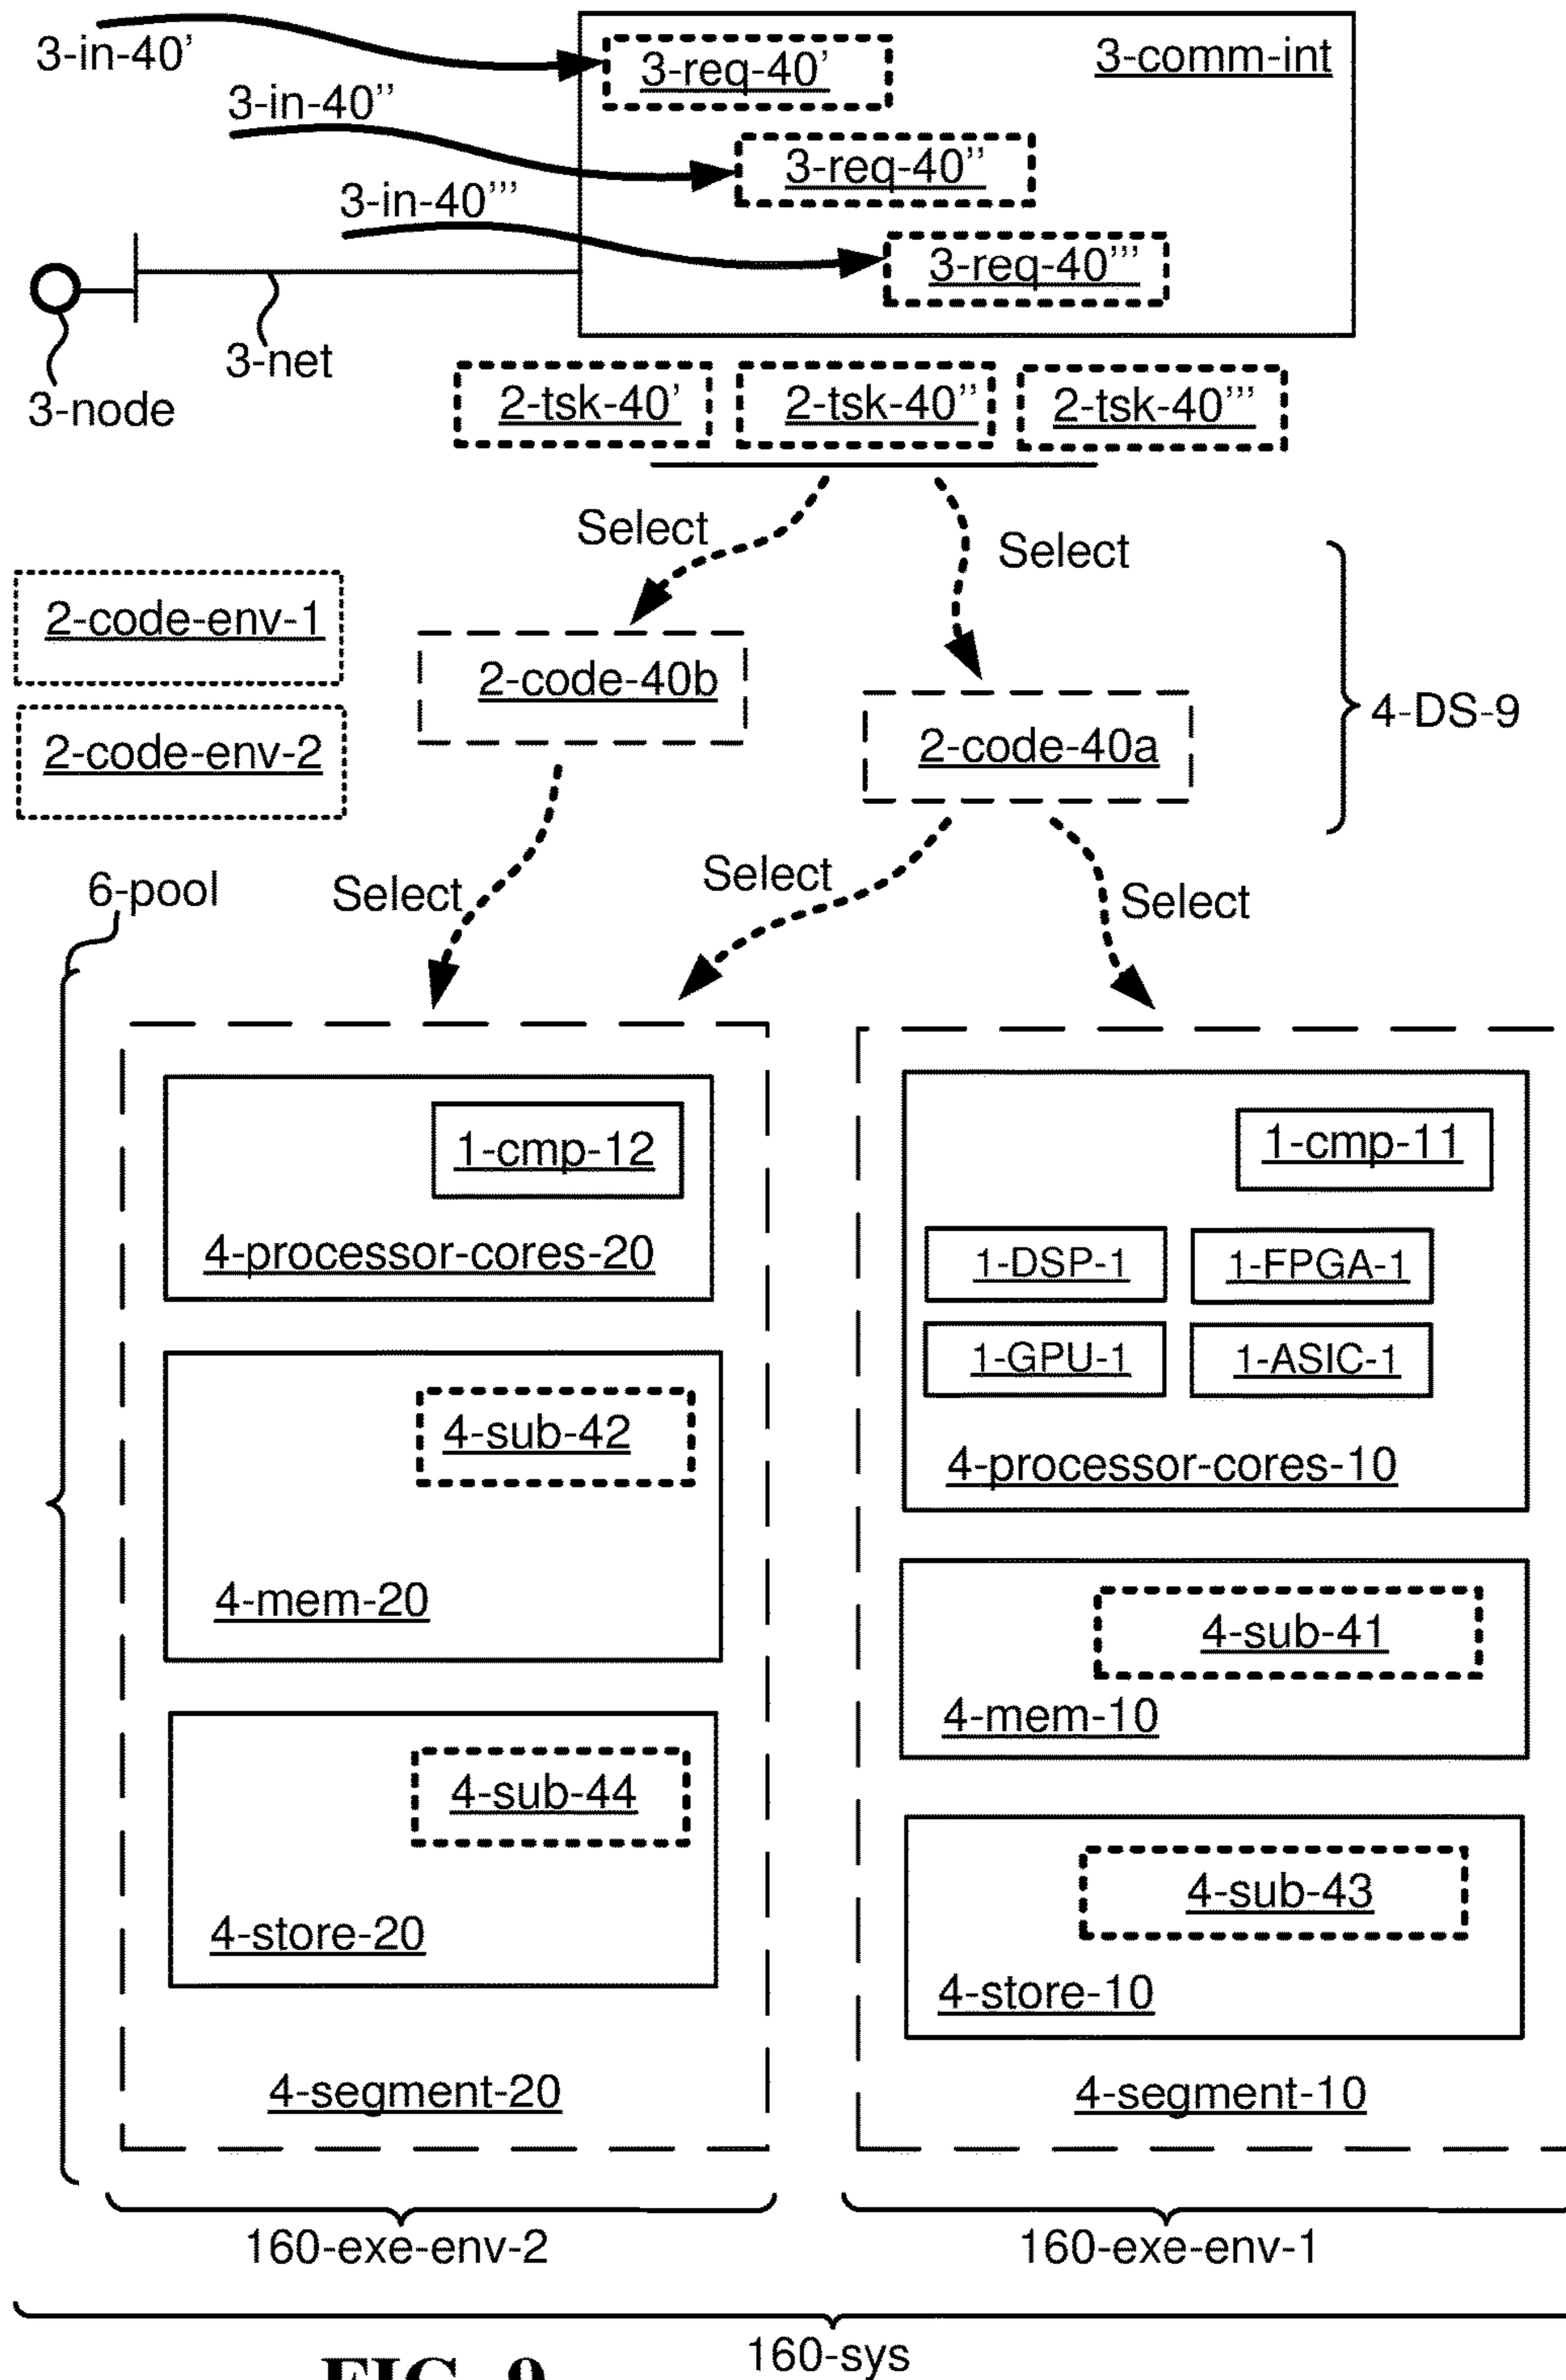 3-in-40'
3-req-40'
3-comm-int
3-in-40''
3-req-40''
3-in-40'''
3-req-40'''
3-net
3-node
2-tsk-40'
2-tsk-40''
2-tsk-40'''
Select
Select
2-code-env-1
2-code-40b
4-DS-9
2-code-env-2
2-code-40a
6-pool
Select
Select
Select
1-cmp-12
4-processor-cores-20
4-sub-42
4-mem-20
4-sub-44
4-store-20
4-segment-20
1-cmp-11
1-DSP-1
1-FPGA-1
1-GPU-1
1-ASIC-1
4-processor-cores-10
4-sub-41
4-mem-10
4-sub-43
4-store-10
4-segment-10
160-exe-env-2
160-exe-env-1
160-sys
FIG. 9